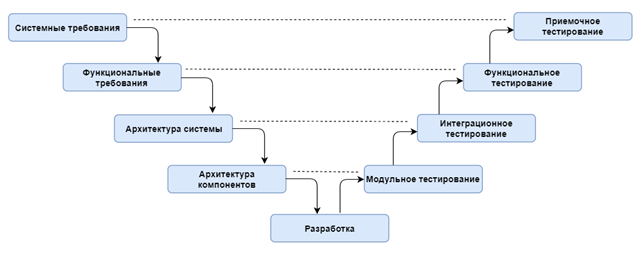 Системные требования
Приемочное
тестирование
Функциональные
требования
Функциональное
тестирование
Архитектура системы
Интеграционное
тестирование
Архитектура
компонентов
Модульное тестирование
Разработка